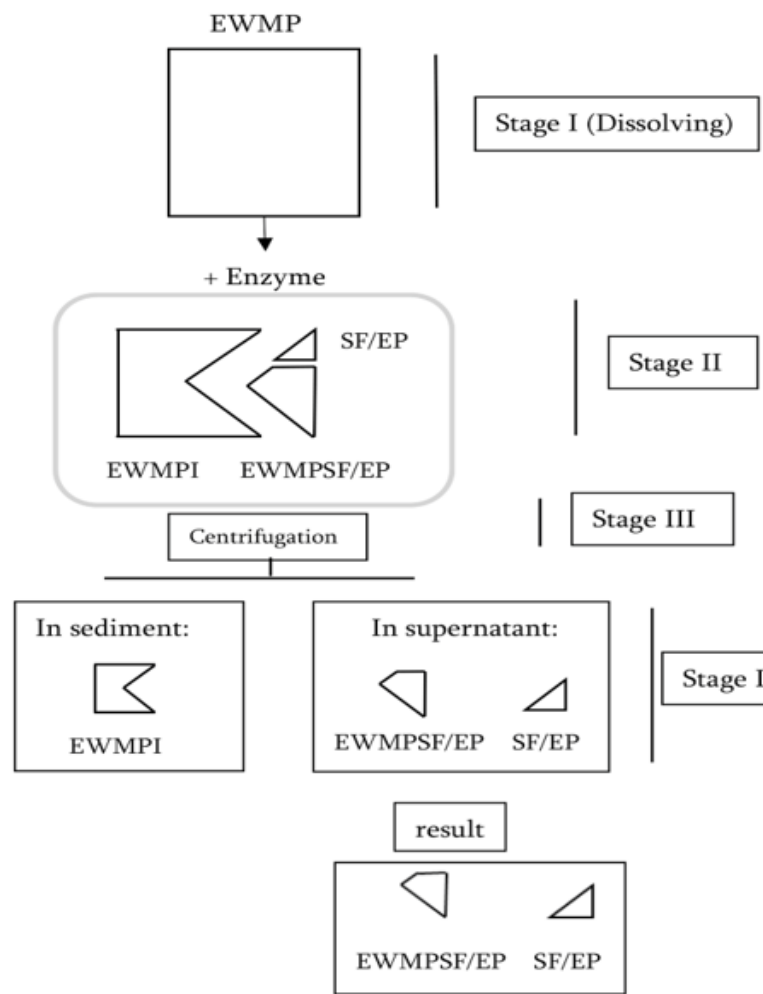 EWMP
Stage I (Dissolving)
+ Enzyme
SF/EP
Stage II
EWMPI EWMPSF/EP
Stage III
Centrifugation
In sediment:
In supernatant:
Stage I
EWMPI
EWMPSF/EP SF/EP
result
EWMPSF/EP SF/EP